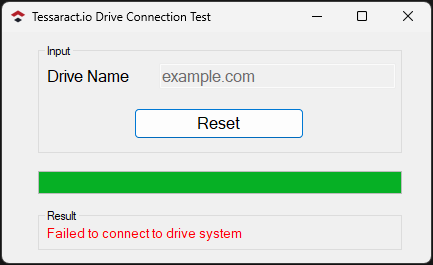 Tessaract.io Drive Connection Test
Input
Drive Name example.com
Reset
Result
Failed to connect to drive system